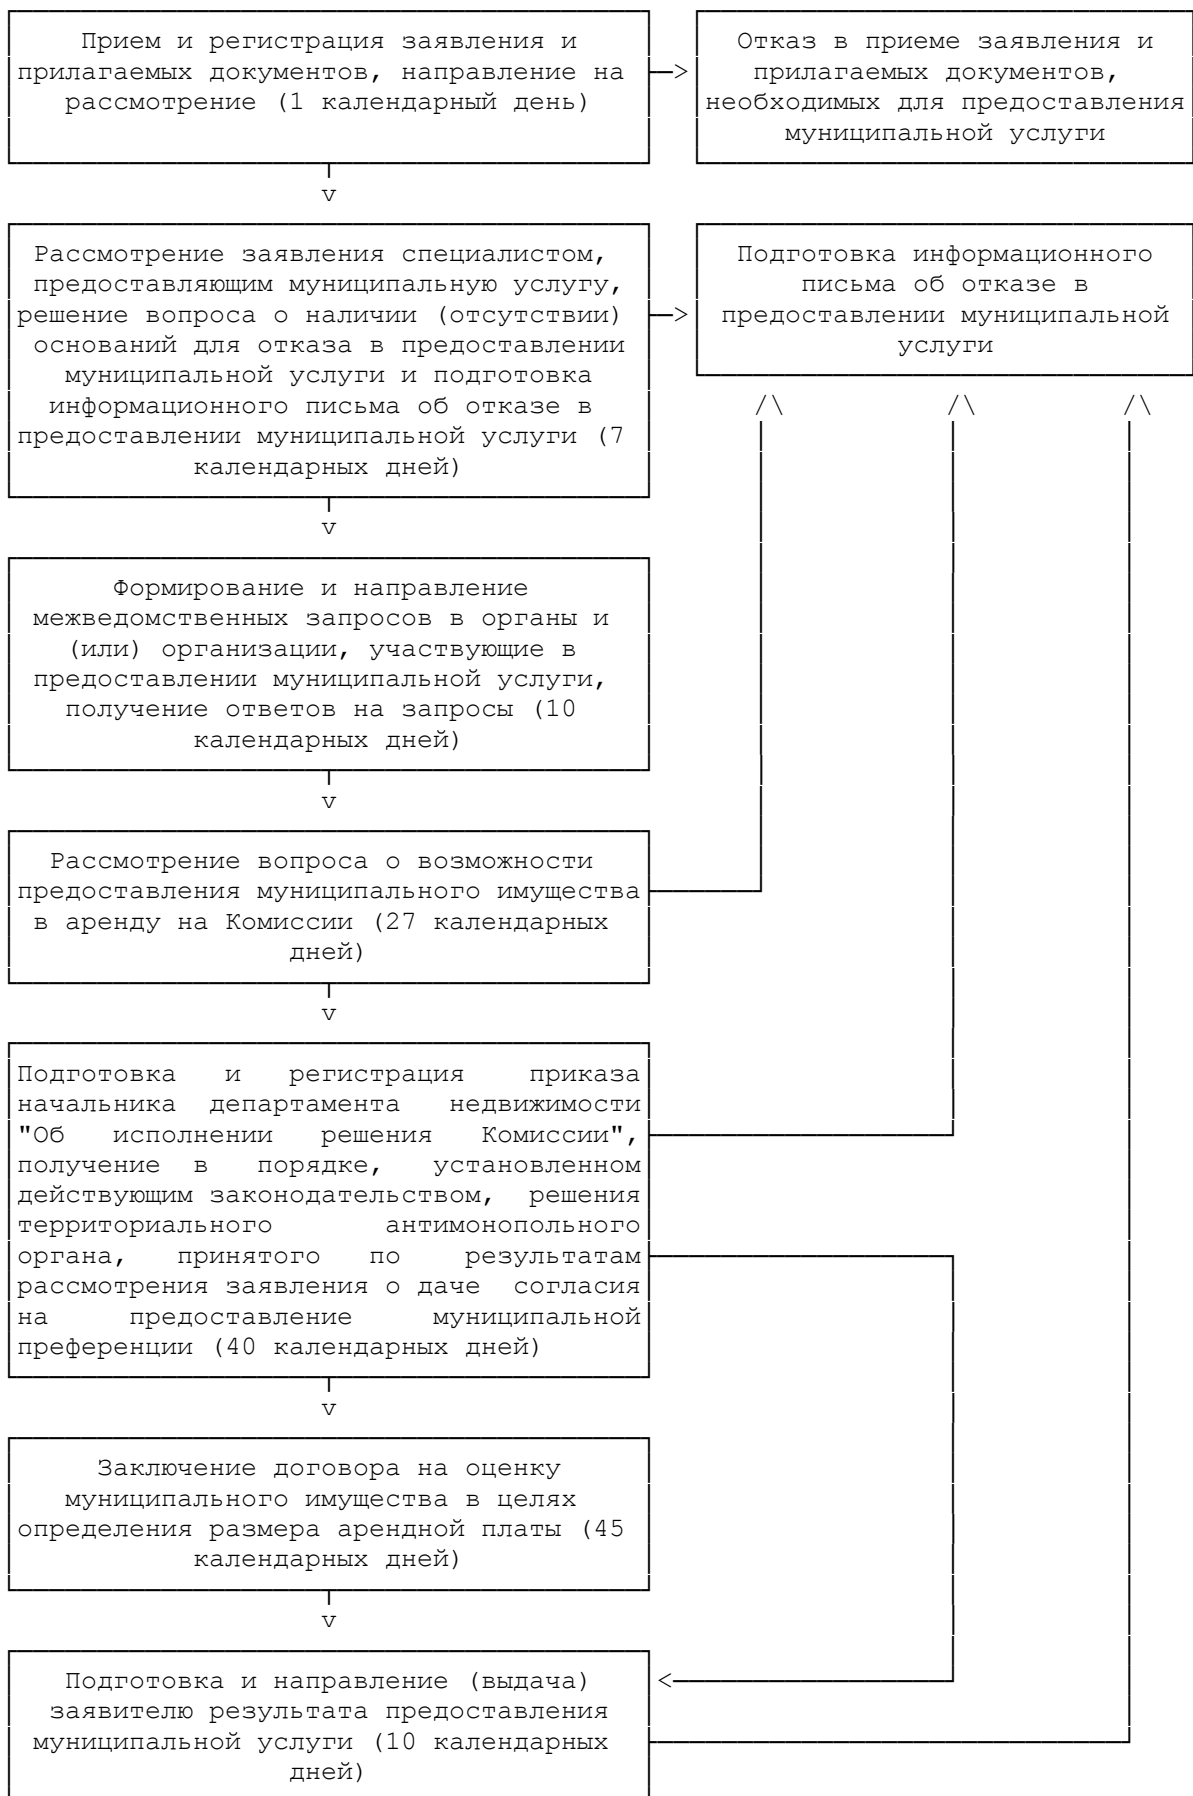 Прием и регистрация заявления и
прилагаемых документов, направление на
рассмотрение (1 календарный день)
Отказ в приеме заявления и
прилагаемых документов,
необходимых для предоставления
муниципальной услуги
Рассмотрение заявления специалистом,
предоставляющим муниципальную услугу,
решение вопроса о наличии (отсутствии)
оснований для отказа в предоставлении
муниципальной услуги и подготовка
информационного письма об отказе в
предоставлении муниципальной услуги (7
календарных дней)
Подготовка информационного
письма об отказе в
предоставлении муниципальной
услуги
Формирование и направление
межведомственных запросов в органы и
(или) организации, участвующие в
предоставлении муниципальной услуги,
получение ответов на запросы (10
календарных дней)
Рассмотрение вопроса о возможности
предоставления муниципального имущества
в аренду на Комиссии (27 календарных
дней)
Подготовка и регистрация приказа
начальника департамента недвижимости
"Об исполнении решения Комиссии",
получение в порядке, установленном
действующим законодательством, решения
территориального антимонопольного
органа, принятого по результатам
рассмотрения заявления о даче согласия
на предоставление муниципальной
преференции (40 календарных дней)
Заключение договора на оценку
муниципального имущества в целях
определения размера арендной платы (45
календарных дней)
Подготовка и направление (выдача)
заявителю результата предоставления
муниципальной услуги (10 календарных
дней)